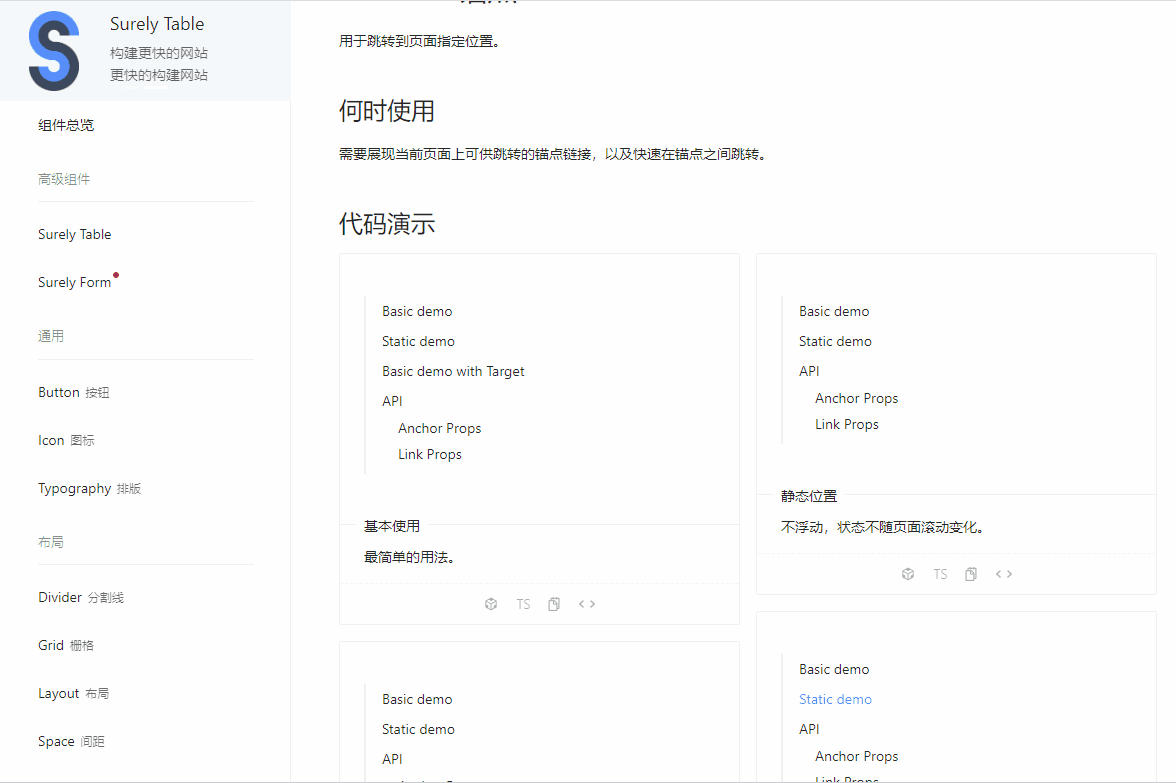 Surely Table
构建更快的网站
更快的构建网站
组件总览
高级组件
Surely Table
Surely Form
通用
Button 按钮
Icon 图标
Typography 排版
布局
Divider 分割线
Grid 栅格
Layout 布局
Space 间距
用于跳转到页面指定位置。
何时使用
需要展现当前页面上可供跳转的锚点链接，以及快速在锚点之间跳转。
代码演示
Basic demo
Static demo
Basic demo with Target
API
Anchor Props
Link Props
基本使用
最简单的用法。
TS
Basic demo
Static demo
API
Basic demo
Static demo
API
Anchor Props
Link Props
静态位置
不浮动，状态不随页面滚动变化。
TS
Basic demo
Static demo
API
Anchor Props
Link Props